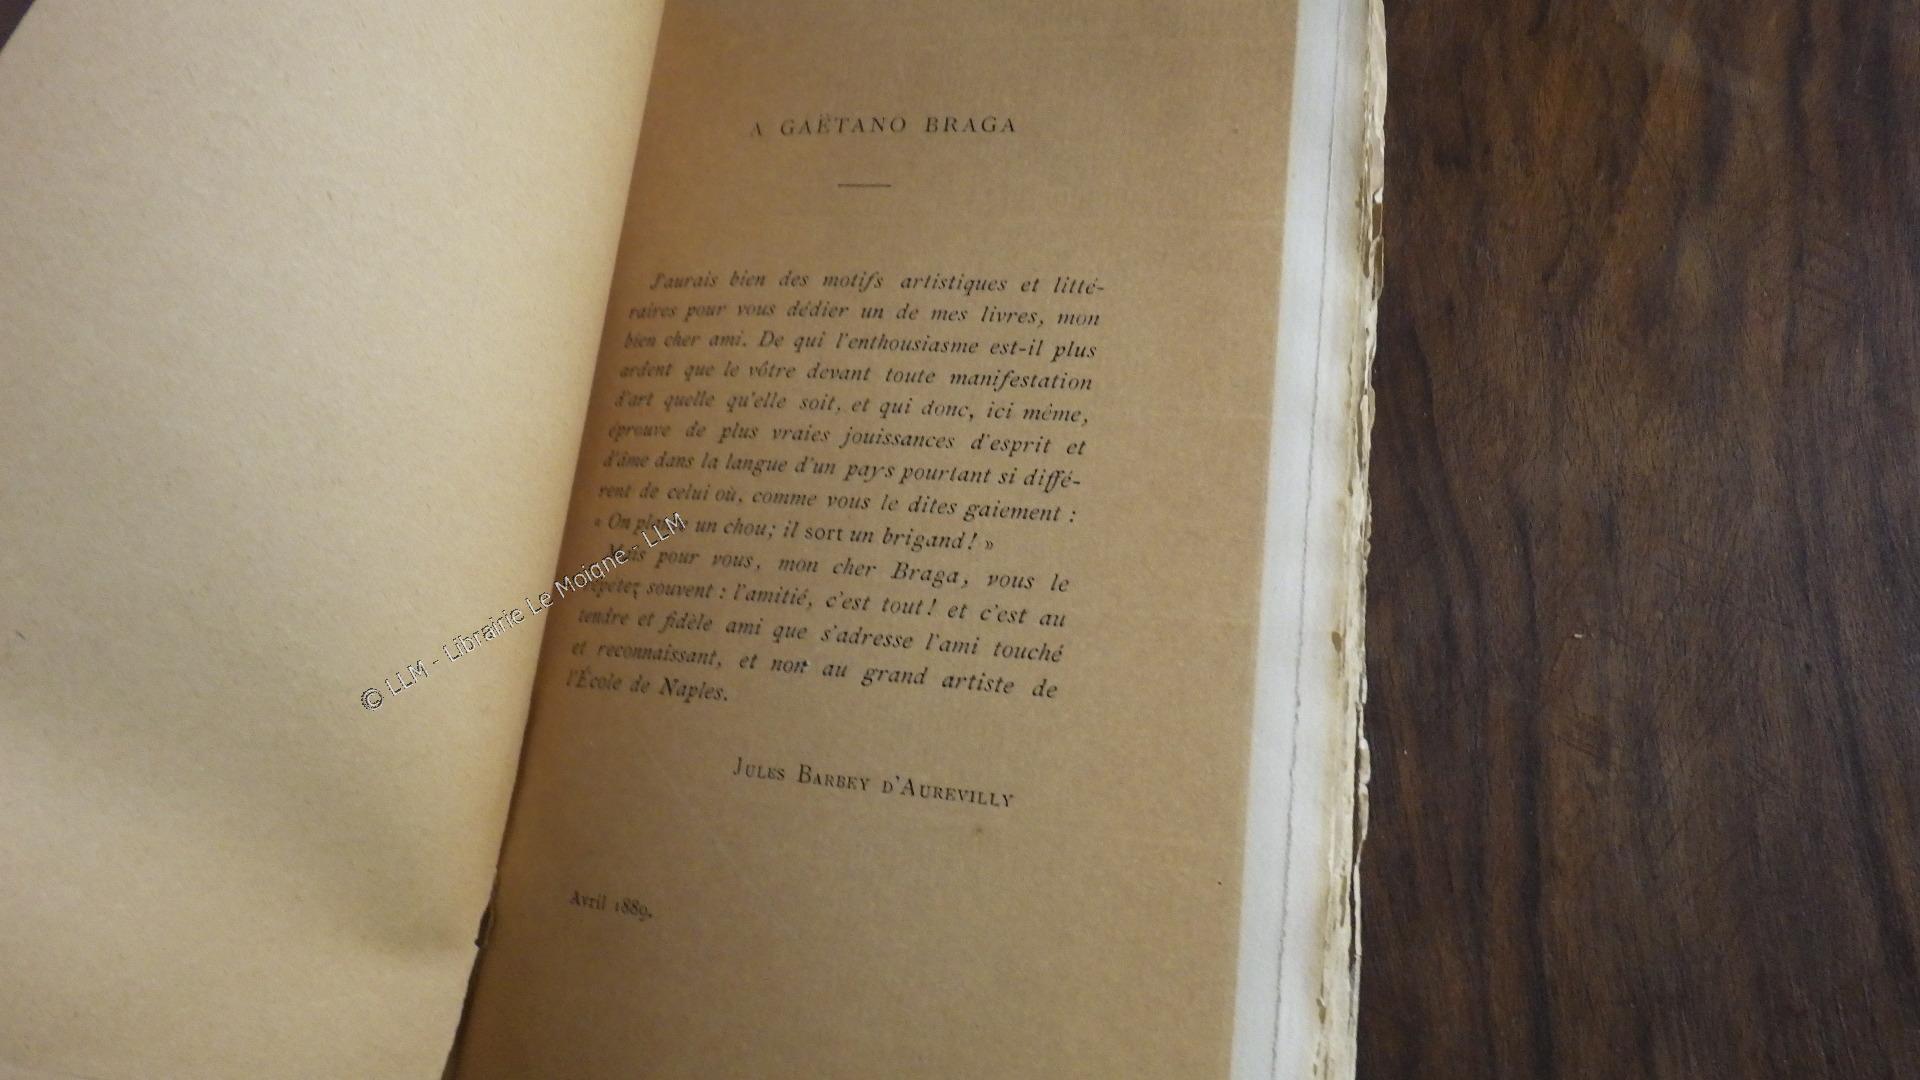 A GAËTANO BRAGA
J'aurais bien des motifs artistiques et litté-
raires pour vous dédier un de mes livres, mon
bien cher ami. De qui l'enthousiasme est-il plus
ardent que le vôtre devant toute manifestation
d'art quelle qu'elle soit, et qui donc, ici même,
éprouve de plus vraies jouissances d'esprit et
d'âme dans la langue d'un pays pourtant si diffé-
rent de celui où, comme vous le dites gaiement :
« On plante un chou; il sort un brigand! »
Mais pour vous, mon cher Braga, vous le
répétez souvent : l'amitié, c'est tout! et c'est au
tendre et fidèle ami que s'adresse l'ami touché
et reconnaissant, et non au grand artiste de
l'École de Naples.
JULES BARBEY D'AUREVILLY
Avril 1889.
© LLM - Librairie Le Moigne - LLM